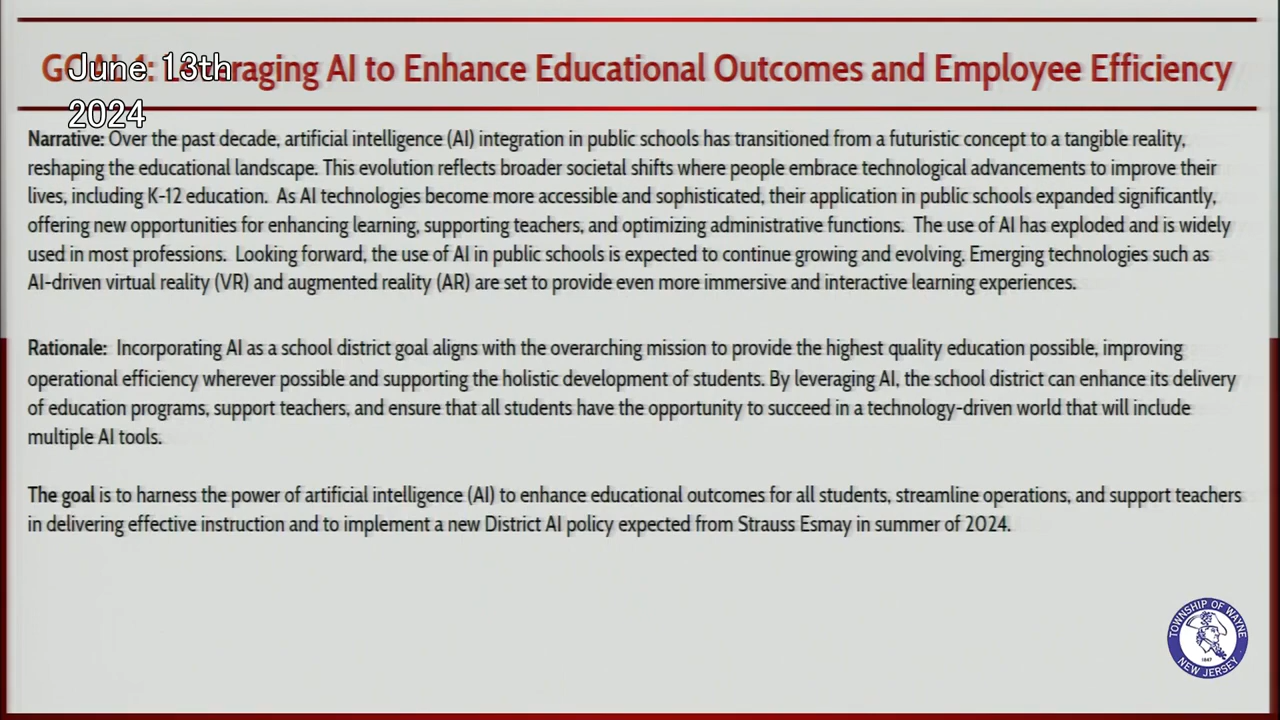 June 13th
2024
Leveraging AI to Enhance Educational Outcomes and Employee Efficiency
Narrative: Over the past decade, artificial intelligence (AI) integration in public schools has transitioned from a futuristic concept to a tangible reality,
reshaping the educational landscape. This evolution reflects broader societal shifts where people embrace technological advancements to improve their
lives, including K-12 education. As AI technologies become more accessible and sophisticated, their application in public schools expanded significantly,
offering new opportunities for enhancing learning, supporting teachers, and optimizing administrative functions. The use of AI has exploded and is widely
used in most professions. Looking forward, the use of AI in public schools is expected to continue growing and evolving. Emerging technologies such as
AI-driven virtual reality (VR) and augmented reality (AR) are set to provide even more immersive and interactive learning experiences.
Rationale: Incorporating AI as a school district goal aligns with the overarching mission to provide the highest quality education possible, improving
operational efficiency wherever possible and supporting the holistic development of students. By leveraging AI, the school district can enhance its delivery
of education programs, support teachers, and ensure that all students have the opportunity to succeed in a technology-driven world that will include
multiple AI tools.
The goal is to harness the power of artificial intelligence (AI) to enhance educational outcomes for all students, streamline operations, and support teachers
in delivering effective instruction and to implement a new District AI policy expected from Strauss Esmay in summer of 2024.
TOWNSHIP OF WAYNE
1847
NEW JERSEY